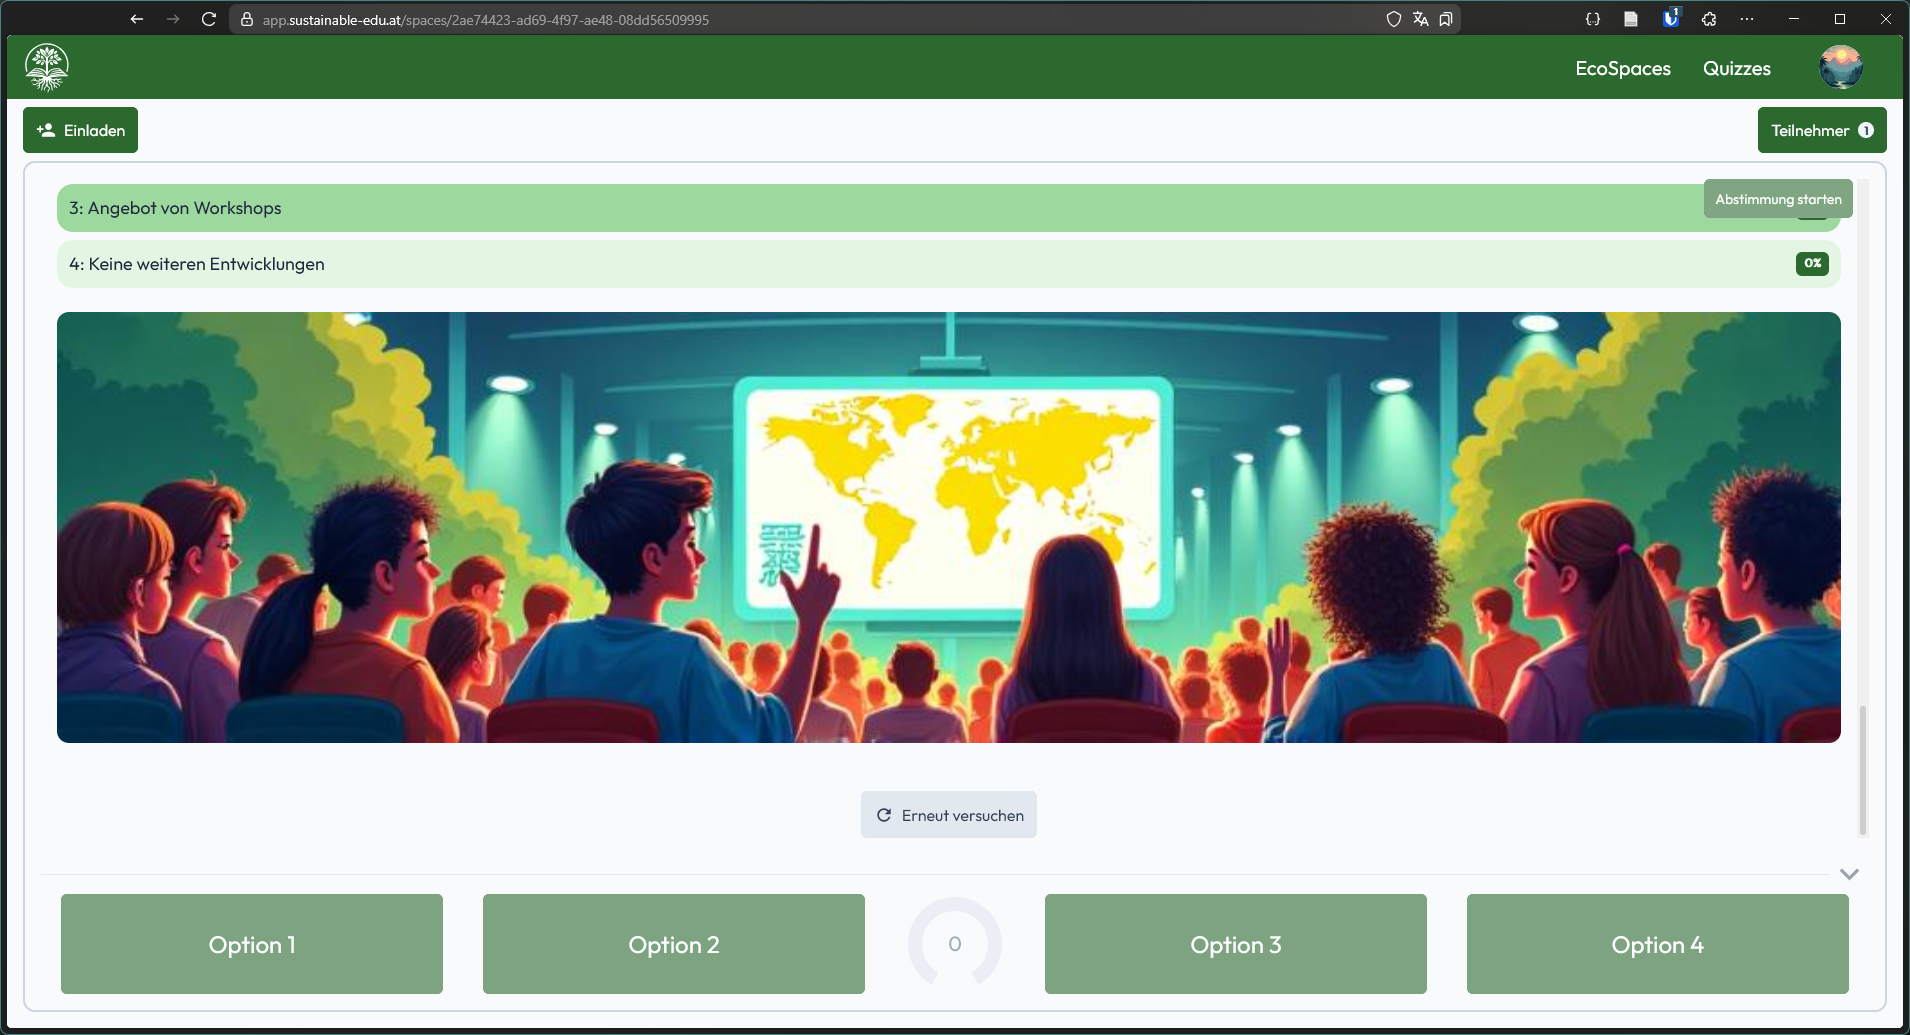 app.sustainable-edu.at/spaces/2ae74423-ad69-4f97-ae48-08dd56509995
1
EcoSpaces
Quizzes
Einladen
Teilnehmer 1
3: Angebot von Workshops
Abstimmung starten
4: Keine weiteren Entwicklungen
0%
Erneut versuchen
Option 1
Option 2
0
Option 3
Option 4